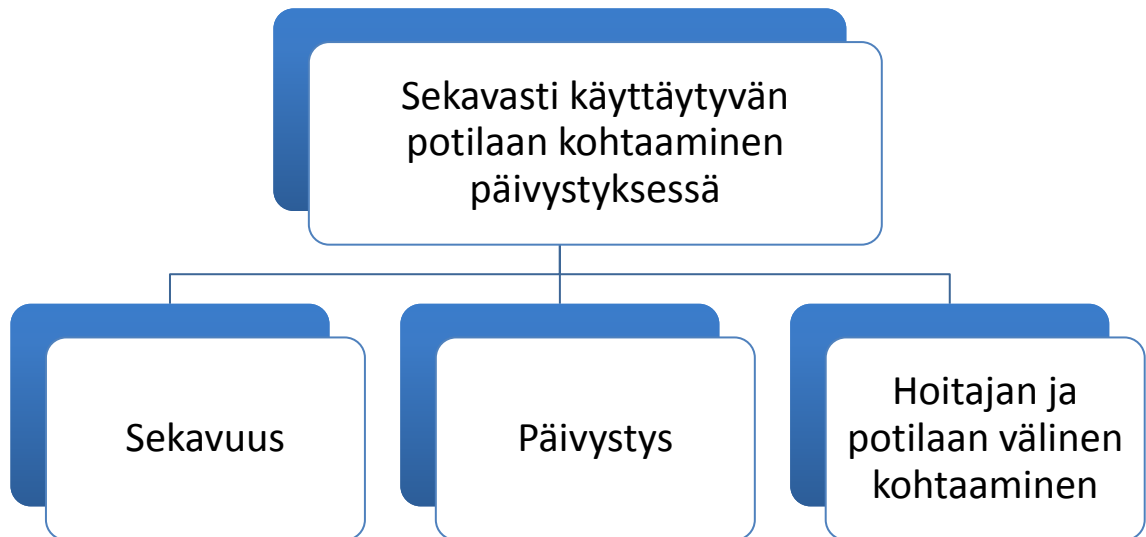 Sekavasti käyttäytyvän
potilaan kohtaaminen
päivystyksessä
Sekavuus
Päivystys
Hoitajan ja
potilaan välinen
kohtaaminen